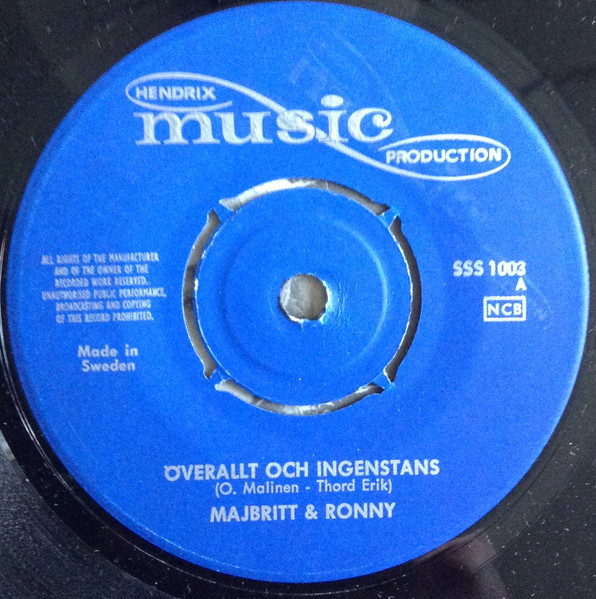 HENDRIX
music
PRODUCTION
ALL RIGHTS OF THE MANUFACTURER
AND OF THE OWNER OF THE
RECORDED WORK RESERVED.
UNAUTHORISED PUBLIC PERFORMANCE,
BROADCASTING AND COPYING
OF THIS RECORD PROHIBITED.
SSS 1003
A
NCB
Made in
Sweden
ÖVERALLT OCH INGENSTANS
(O. Malinen - Thord Erik)
MAJBRITT & RONNY